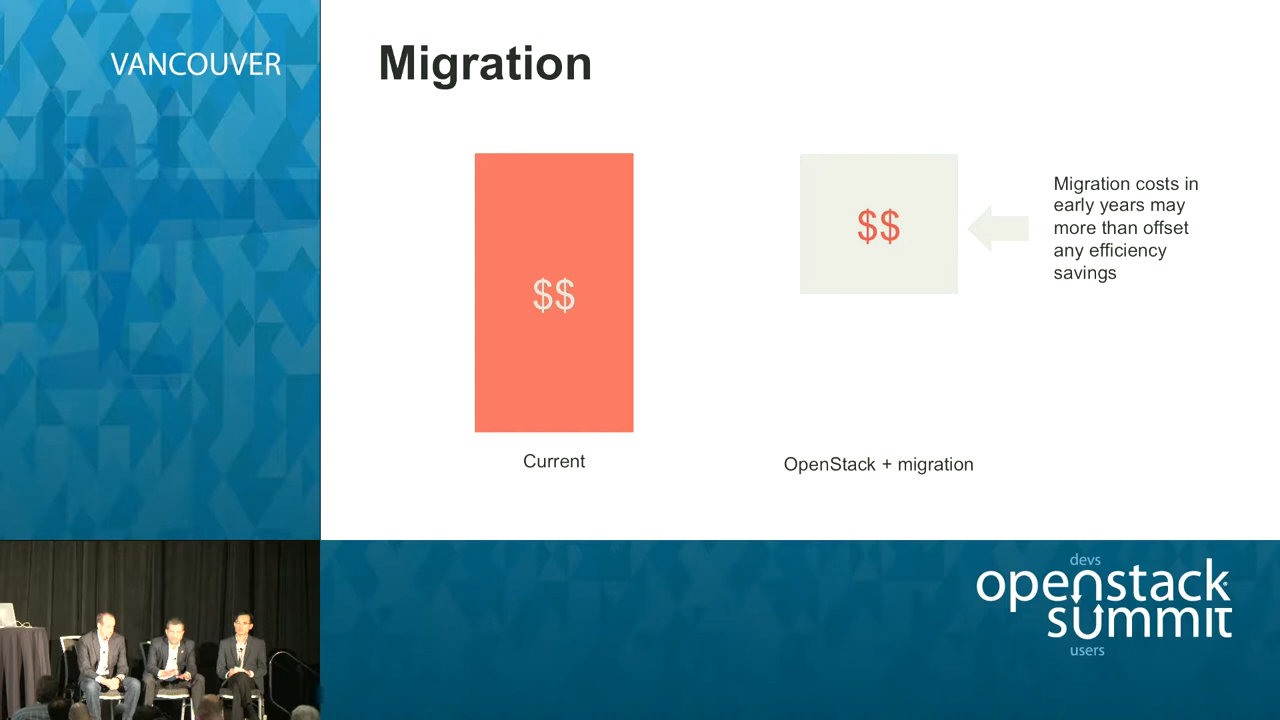 VANCOUVER
Migration
$$
$$
Migration costs in
early years may
more than offset
any efficiency
savings
Current
OpenStack + migration
devs
openstack
summit
users